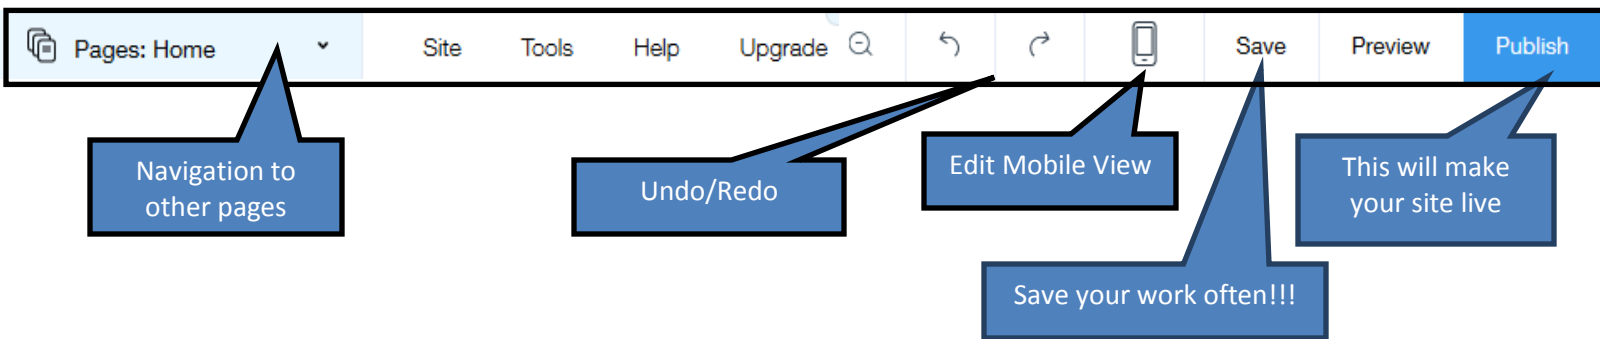 Pages: Home Site Tools Help Upgrade Save Preview Publish
Navigation to
other pages
Undo/Redo
Edit Mobile View
This will make
your site live
Save your work often!!!